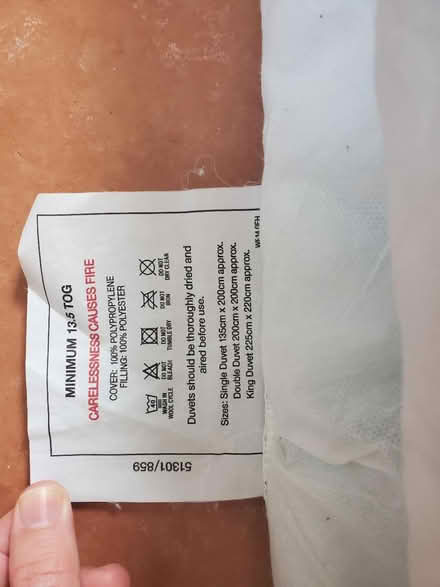 MINIMUM 13.5 TOG
CARELESSNESS CAUSES FIRE
COVER: 100% POLYPROPYLENE
FILLING: 100% POLYESTER
40
WASH IN
WOOL CYCLE
DO NOT
BLEACH
DO NOT
TUMBLE DRY
DO NOT
IRON
DO NOT
DRY CLEAN
Duvets should be thoroughly dried and
aired before use.
Sizes: Single Duvet 135cm x 200cm approx.
Double Duvet 200cm x 200cm approx.
King Duvet 225cm x 220cm approx.
51301/859